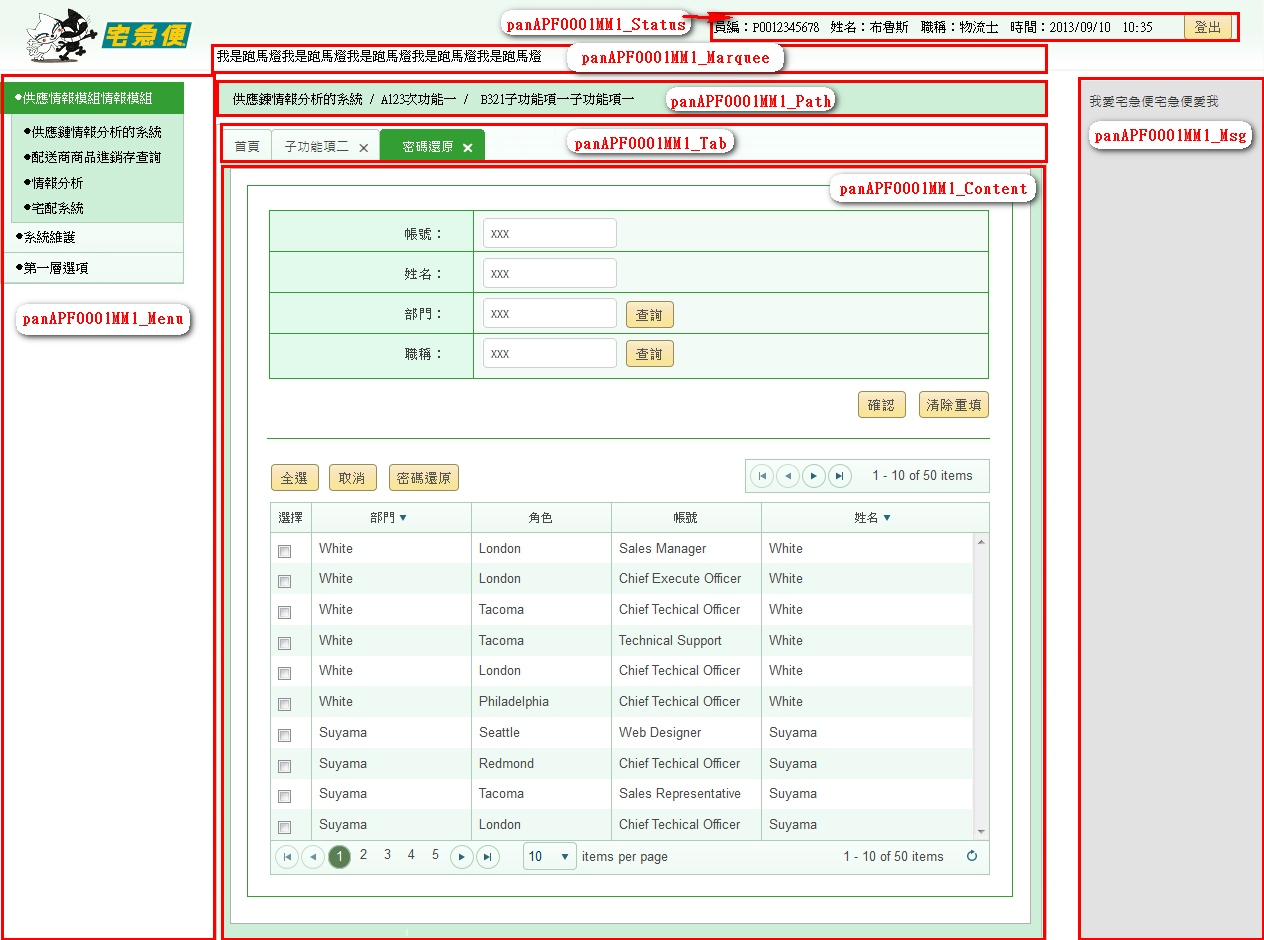 宅急便
panAPF0001MM1_Status
員編：P0012345678 姓名：布魯斯 職稱：物流士 時間：2013/09/10 10:35
登出
我是跑馬燈我是跑馬燈我是跑馬燈我是跑馬燈我是跑馬燈
panAPF0001MM1_Marquee
●供應情報模組情報模組
●供應鏈情報分析的系統
●配送商商品進銷存查詢
●情報分析
●宅配系統
●系統維護
●第一層選項
panAPF0001MM1_Menu
供應鍊情報分析的系統 / A123次功能一 / B321子功能項一子功能項一
panAPF0001MM1_Path
首頁 子功能項二 × 密碼還原 ×
panAPF0001MM1_Tab
我愛宅急便宅急便愛我
panAPF0001MM1_Msg
panAPF0001MM1_Content
帳號： xxx
姓名： xxx
部門： xxx 查詢
職稱： xxx 查詢
確認 清除重填
全選 取消 密碼還原 1 - 10 of 50 items
選擇 部門▼ 角色 帳號 姓名▼
White London Sales Manager White
White London Chief Execute Officer White
White Tacoma Chief Techical Officer White
White Tacoma Technical Support White
White London Chief Techical Officer White
White Philadelphia Chief Techical Officer White
Suyama Seattle Web Designer Suyama
Suyama Redmond Chief Techical Officer Suyama
Suyama Tacoma Sales Representative Suyama
Suyama London Chief Techical Officer Suyama
1 2 3 4 5 10 ▼ items per page 1 - 10 of 50 items